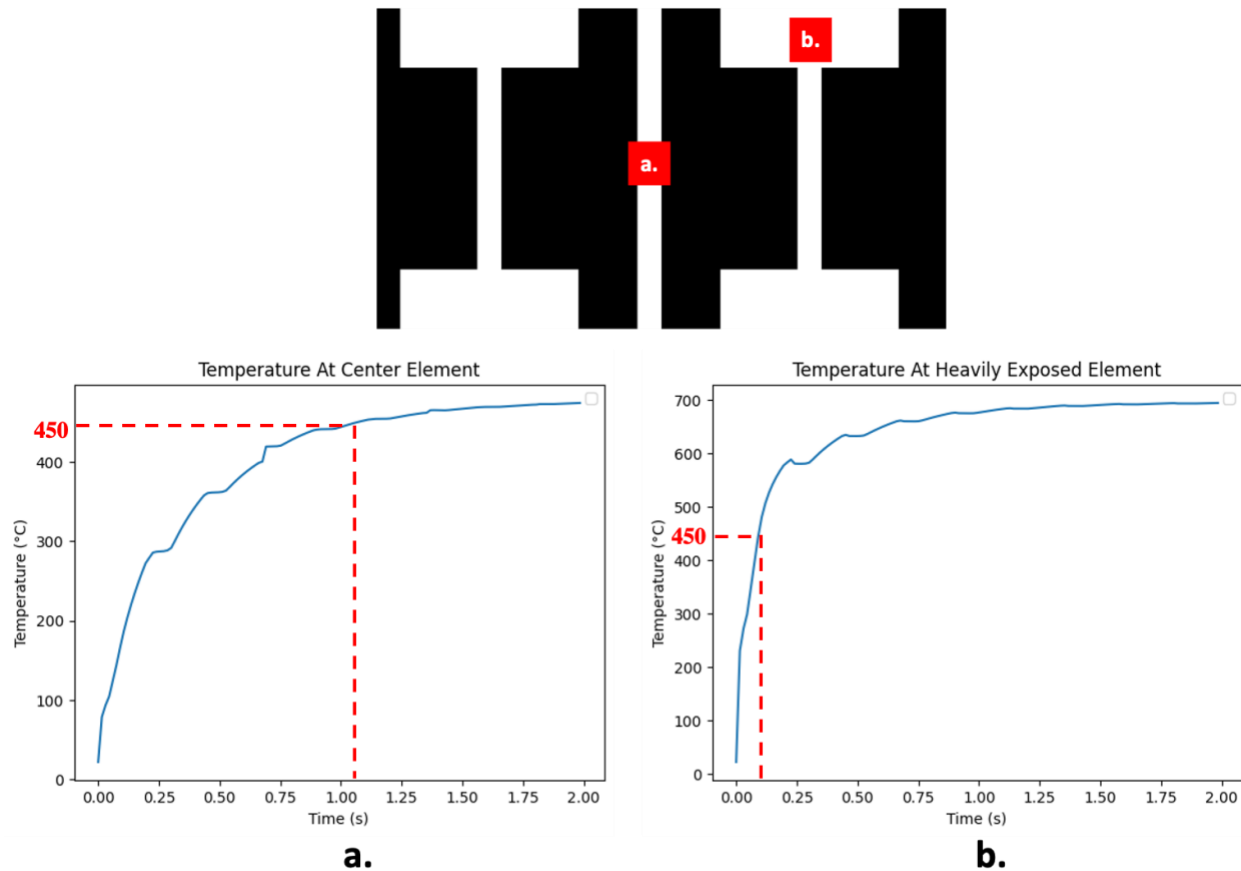 b.
a.
Temperature At Center Element
450
400
300
200
100
0
Temperature (°C)
0.00 0.25 0.50 0.75 1.00 1.25 1.50 1.75 2.00
Time (s)
a.
Temperature At Heavily Exposed Element
700
600
500
450
400
300
200
100
0
Temperature (°C)
0.00 0.25 0.50 0.75 1.00 1.25 1.50 1.75 2.00
Time (s)
b.